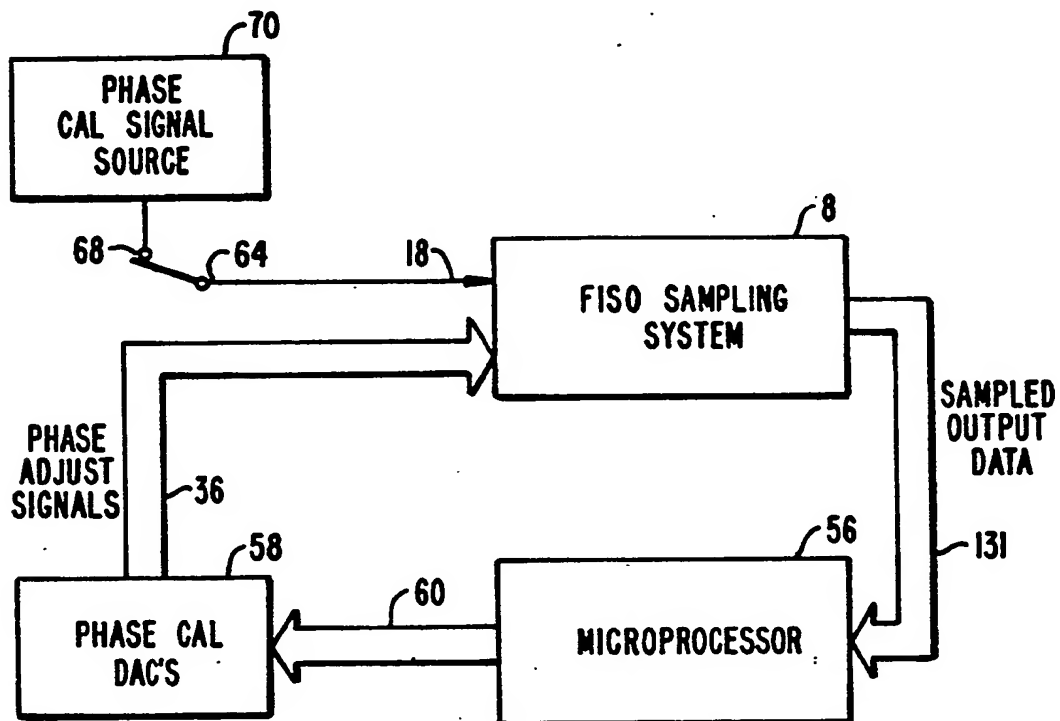 70
PHASE
CAL SIGNAL
SOURCE
68
64
18
8
FISO SAMPLING
SYSTEM
SAMPLED
OUTPUT
DATA
131
PHASE
ADJUST
SIGNALS
36
58
PHASE CAL
DAC'S
60
56
MICROPROCESSOR